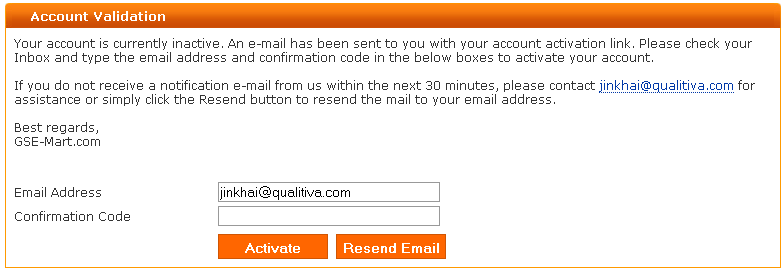 Account Validation
Your account is currently inactive. An e-mail has been sent to you with your account activation link. Please check your
Inbox and type the email address and confirmation code in the below boxes to activate your account.
If you do not receive a notification e-mail from us within the next 30 minutes, please contact jinkhai@qualitiva.com for
assistance or simply click the Resend button to resend the mail to your email address.
Best regards,
GSE-Mart.com
Email Address jinkhai@qualitiva.com
Confirmation Code
Activate Resend Email